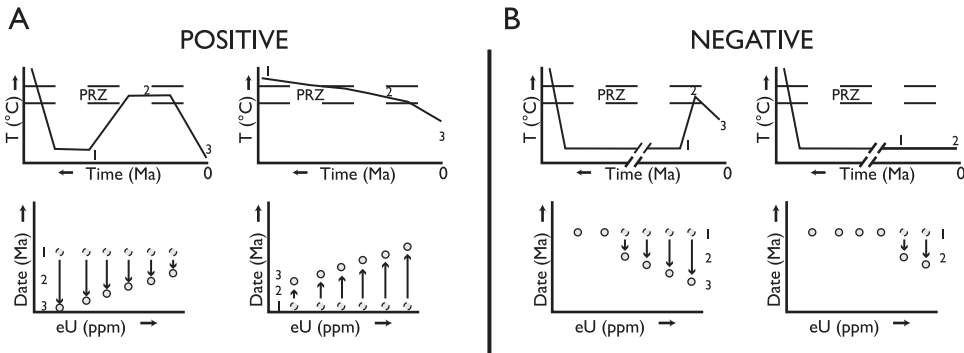 A
POSITIVE
B
NEGATIVE
T (°C)
PRZ
1
2
3
Time (Ma)
0
1
PRZ
2
3
Time (Ma)
0
T (°C)
PRZ
1
2
3
Time (Ma)
0
PRZ
1
2
Time (Ma)
0
Date (Ma)
1
2
3
eU (ppm)
Date (Ma)
3
2
1
eU (ppm)
Date (Ma)
1
2
3
eU (ppm)
Date (Ma)
1
2
eU (ppm)